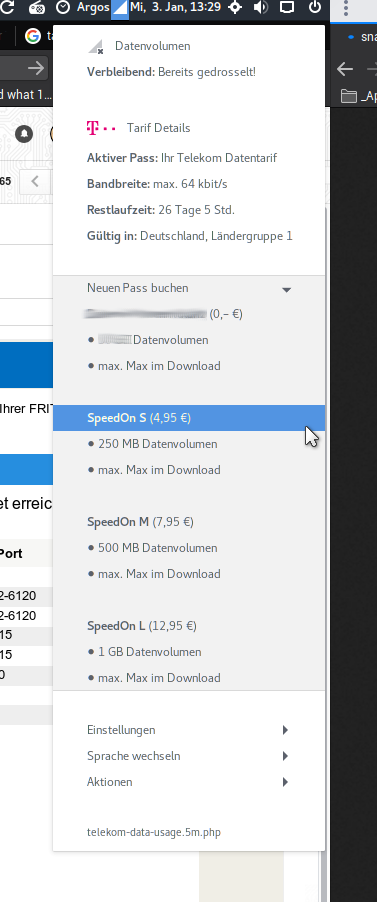 Argos Mi, 3. Jan, 13:29
Datenvolumen
Verbleibend: Bereits gedrosselt!
T
Tarif Details
Aktiver Pass: Ihr Telekom Datentarif
Bandbreite: max. 64 kbit/s
Restlaufzeit: 26 Tage 5 Std.
Gültig in: Deutschland, Ländergruppe 1
Neuen Pass buchen
(0,– €)
• Datenvolumen
• max. Max im Download
SpeedOn S (4,95 €)
• 250 MB Datenvolumen
• max. Max im Download
SpeedOn M (7,95 €)
• 500 MB Datenvolumen
• max. Max im Download
SpeedOn L (12,95 €)
• 1 GB Datenvolumen
• max. Max im Download
Einstellungen
Sprache wechseln
Aktionen
telekom-data-usage.5m.php
G ta
d what 1...
65
Ihrer FRIT
et erreic
Port
2-6120
2-6120
15
15
0
sna
_Ap